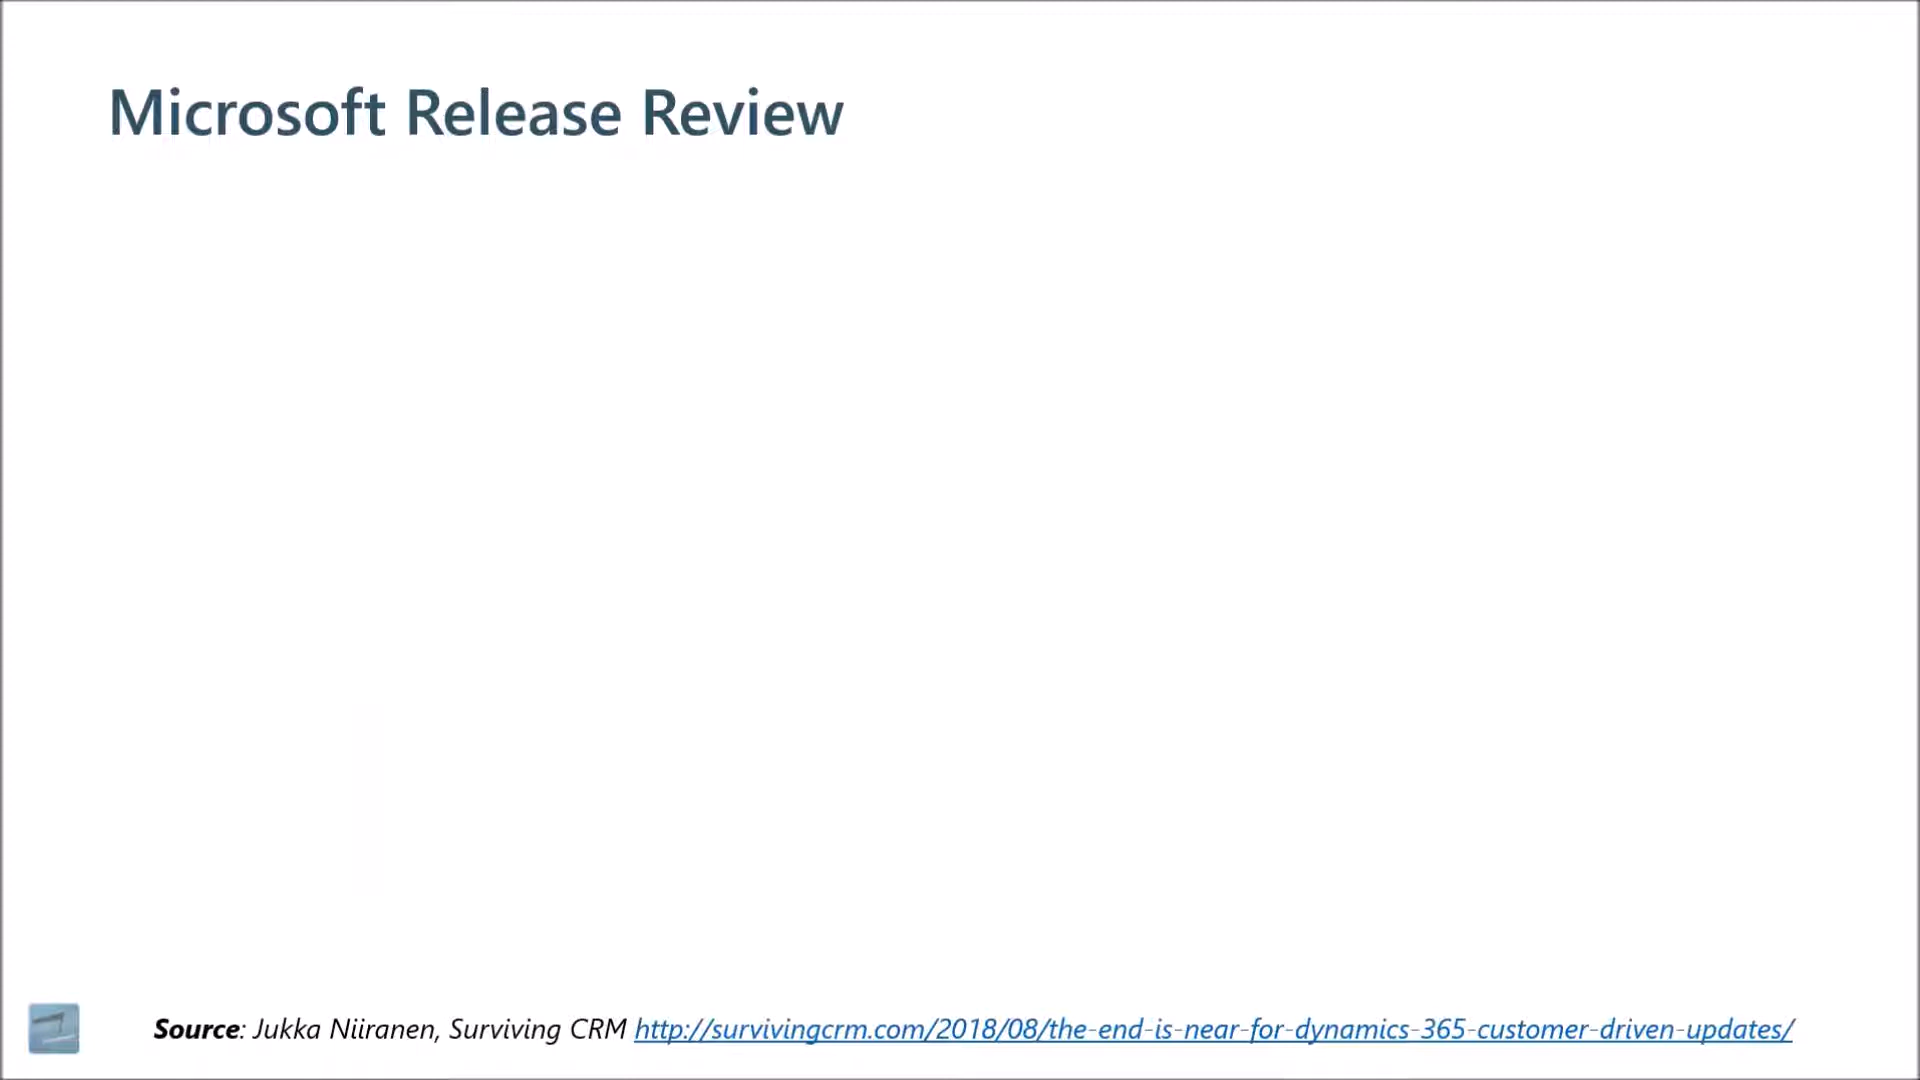 Microsoft Release Review
Source: Jukka Niiranen, Surviving CRM http://survivingcrm.com/2018/08/the-end-is-near-for-dynamics-365-customer-driven-updates/